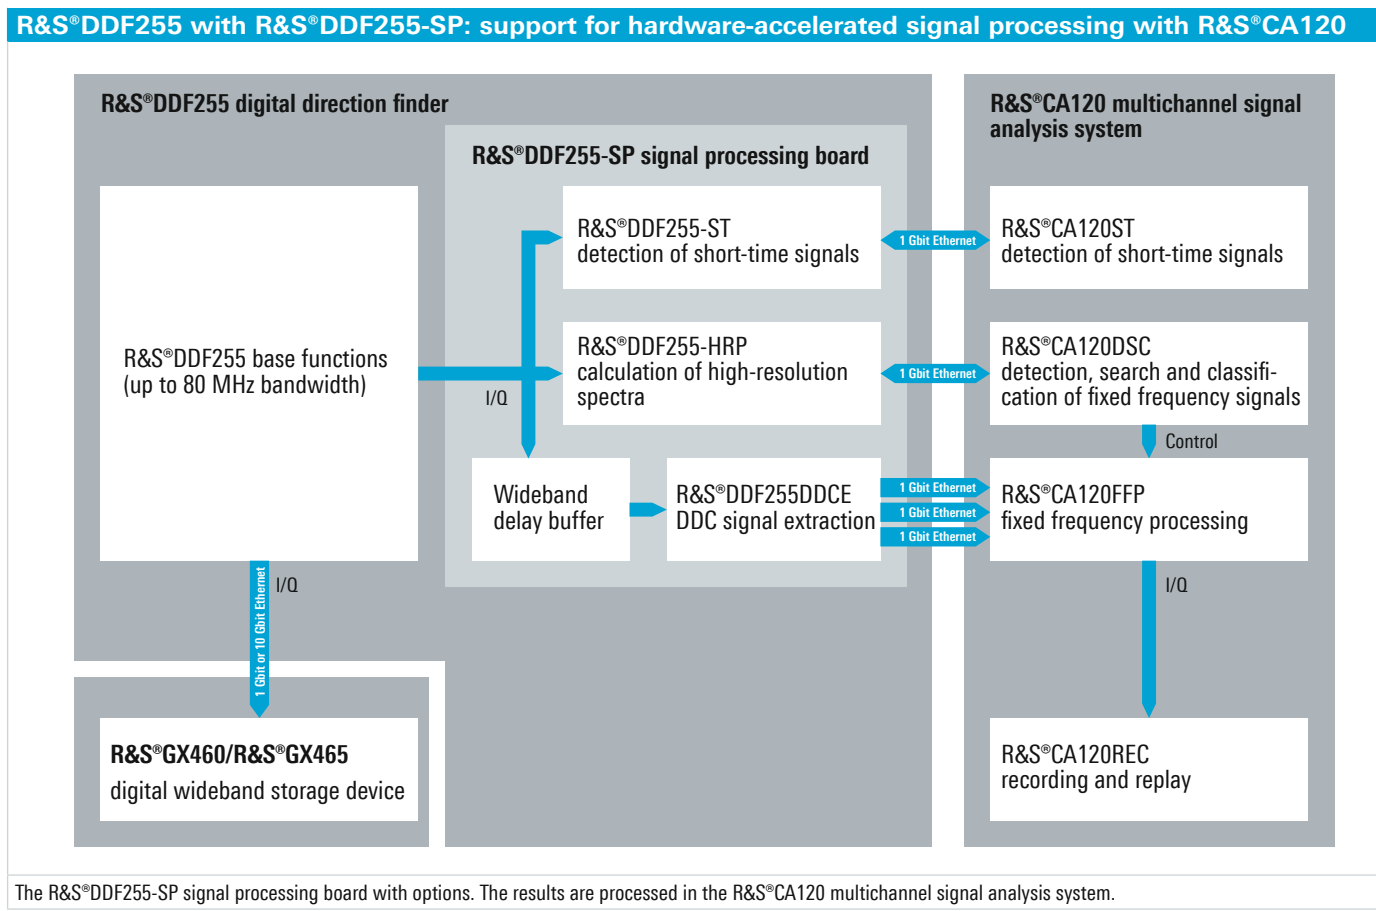 R&S®DDF255 with R&S®DDF255-SP: support for hardware-accelerated signal processing with R&S®CA120
R&S®DDF255 digital direction finder
R&S®DDF255-SP signal processing board
R&S®DDF255 base functions
(up to 80 MHz bandwidth)
I/Q
R&S®DDF255-ST
detection of short-time signals
R&S®DDF255-HRP
calculation of high-resolution
spectra
Wideband
delay buffer
R&S®DDF255DDCE
DDC signal extraction
1 Gbit Ethernet
1 Gbit Ethernet
1 Gbit Ethernet
1 Gbit Ethernet
1 Gbit Ethernet
R&S®CA120 multichannel signal
analysis system
R&S®CA120ST
detection of short-time signals
R&S®CA120DSC
detection, search and classifi-
cation of fixed frequency signals
Control
R&S®CA120FFP
fixed frequency processing
I/Q
R&S®CA120REC
recording and replay
1 Gbit or 10 Gbit Ethernet
I/Q
R&S®GX460/R&S®GX465
digital wideband storage device
The R&S®DDF255-SP signal processing board with options. The results are processed in the R&S®CA120 multichannel signal analysis system.